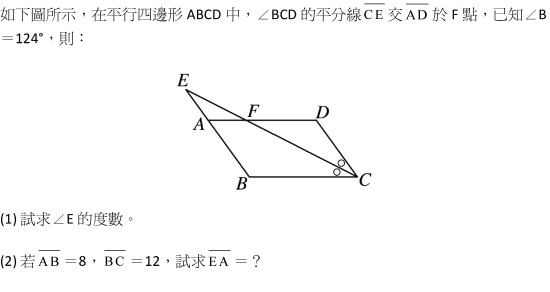 如下圖所示，在平行四邊形 ABCD 中，∠BCD 的平分線 CE 交 AD 於 F 點，已知∠B
＝124°，則：
E
A F D
B C
(1) 試求∠E 的度數。
(2) 若 AB =8， BC =12，試求 EA =？